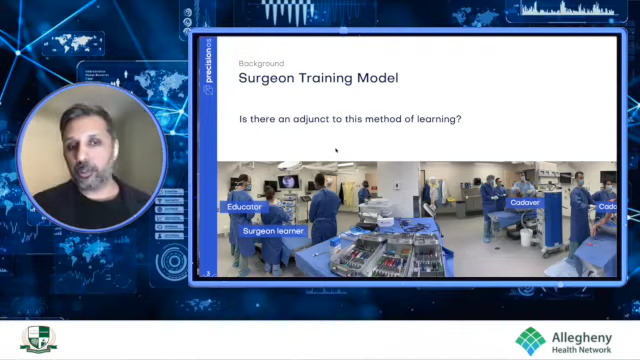 precisionos
Background
Surgeon Training Model
Is there an adjunct to this method of learning?
Educator
Surgeon learner
Cadaver
3
Allegheny
Health Network